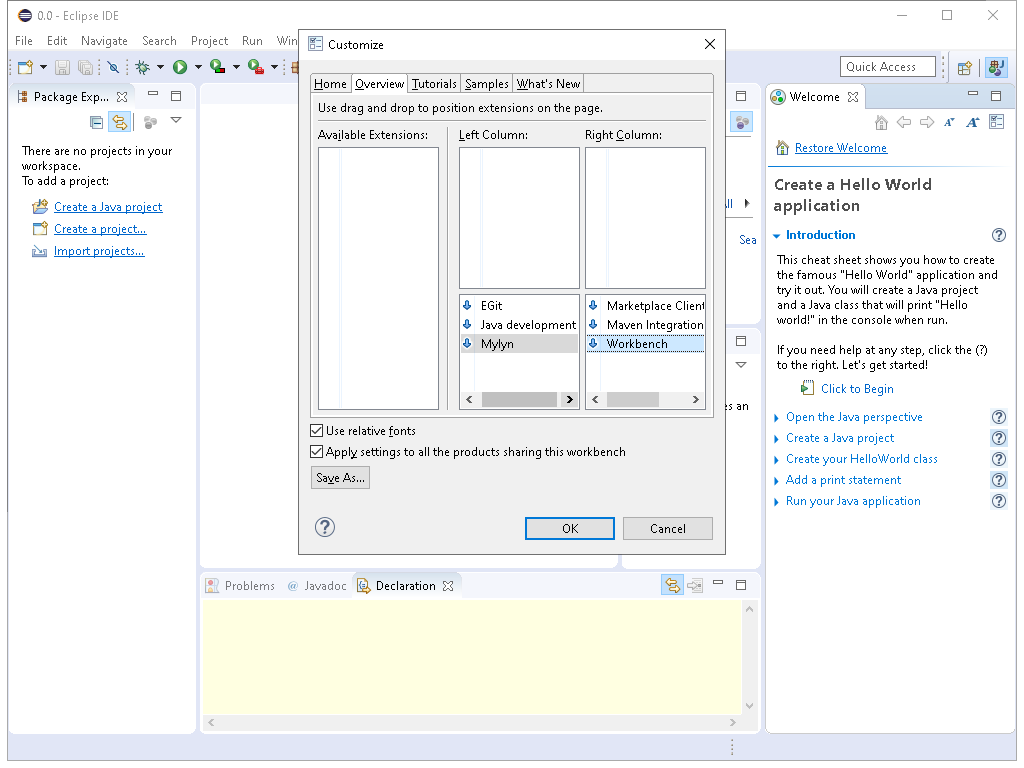 0.0 - Eclipse IDE
File Edit Navigate Search Project Run Win
Quick Access
Package Exp...
There are no projects in your
workspace.
To add a project:
Create a Java project
Create a project...
Import projects...
Customize
Home Overview Tutorials Samples What's New
Use drag and drop to position extensions on the page.
Available Extensions: Left Column: Right Column:
EGit
Java development
Mylyn
Marketplace Client
Maven Integration
Workbench
Use relative fonts
Apply settings to all the products sharing this workbench
Save As...
OK Cancel
Sea
es an
Welcome
Restore Welcome
Create a Hello World
application
Introduction
This cheat sheet shows you how to create
the famous "Hello World" application and
try it out. You will create a Java project
and a Java class that will print "Hello
world!" in the console when run.
If you need help at any step, click the (?)
to the right. Let's get started!
Click to Begin
Open the Java perspective
Create a Java project
Create your HelloWorld class
Add a print statement
Run your Java application
Problems @ Javadoc Declaration